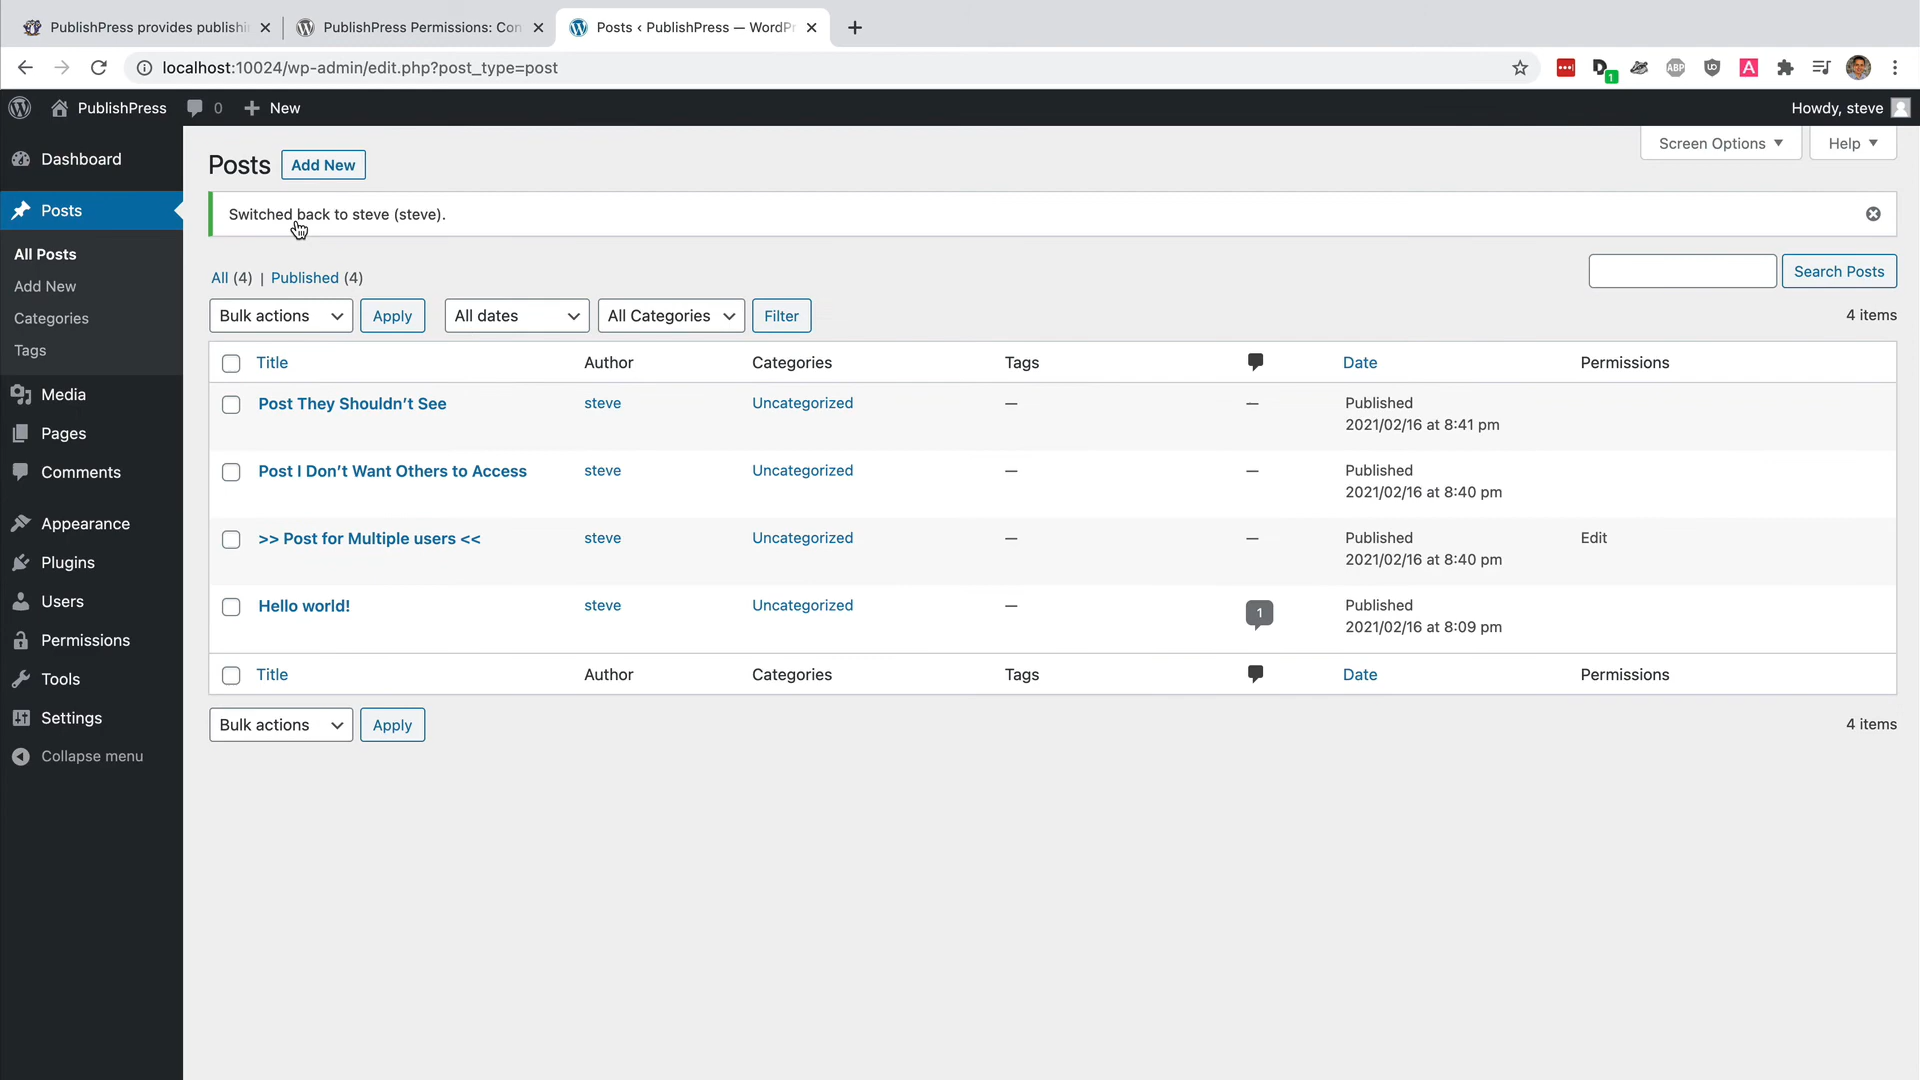 PublishPress provides publishi
PublishPress Permissions: Con
Posts ‹ PublishPress — WordPr
localhost:10024/wp-admin/edit.php?post_type=post
1
ABP
A
PublishPress
0
New
Howdy, steve
Dashboard
Posts
All Posts
Add New
Categories
Tags
Media
Pages
Comments
Appearance
Plugins
Users
Permissions
Tools
Settings
Collapse menu
Screen Options
Help
Posts
Add New
Switched back to steve (steve).
All (4) | Published (4)
Search Posts
Bulk actions Apply All dates All Categories Filter
4 items
Title Author Categories Tags Date Permissions
Post They Shouldn’t See steve Uncategorized — — Published
2021/02/16 at 8:41 pm
Post I Don’t Want Others to Access steve Uncategorized — — Published
2021/02/16 at 8:40 pm
>> Post for Multiple users << steve Uncategorized — — Published Edit
2021/02/16 at 8:40 pm
Hello world! steve Uncategorized — 1 Published
2021/02/16 at 8:09 pm
Title Author Categories Tags Date Permissions
Bulk actions Apply
4 items